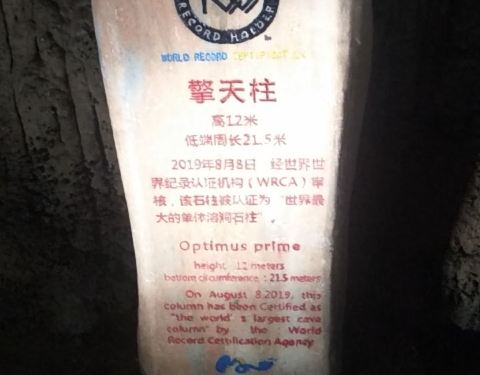 RECORD HOLDER
WORLD RECORD CERTIFICATION
擎天柱
高12米
低端周长21.5米
2019年8月8日 经世界世
界纪录认证机构（WRCA）审
核，该石柱被认证为“世界最
大的单体溶洞石柱”。
Optimus prime
height 12 meters
bottom circumference : 21.5 meters
On August 8,2019, this
column has been Certified as
"the world' s largest cave
column" by the World
Record Certification Agency